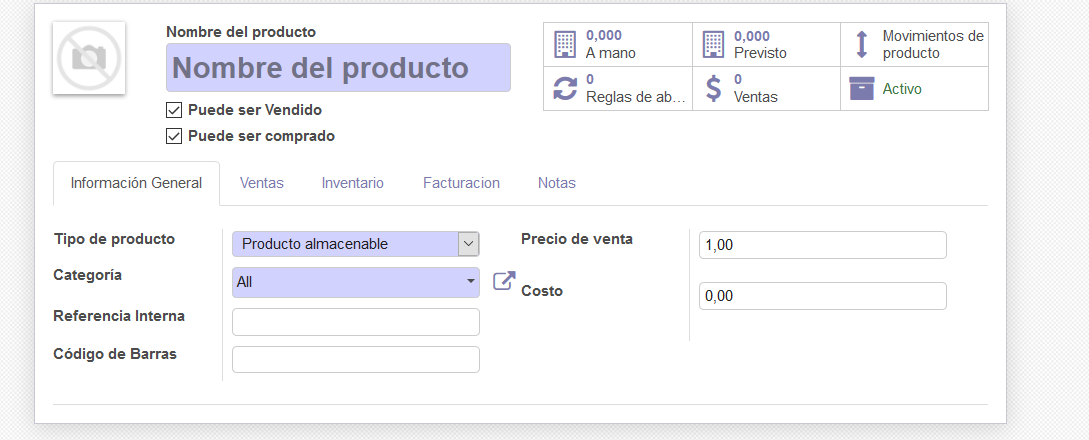 Nombre del producto
Nombre del producto
Puede ser Vendido
Puede ser comprado
0,000
A mano
0,000
Previsto
Movimientos de
producto
0
Reglas de ab…
0
Ventas
Activo
Información General
Ventas
Inventario
Facturacion
Notas
Tipo de producto
Producto almacenable
Precio de venta
1,00
Categoría
All
Costo
0,00
Referencia Interna
Código de Barras